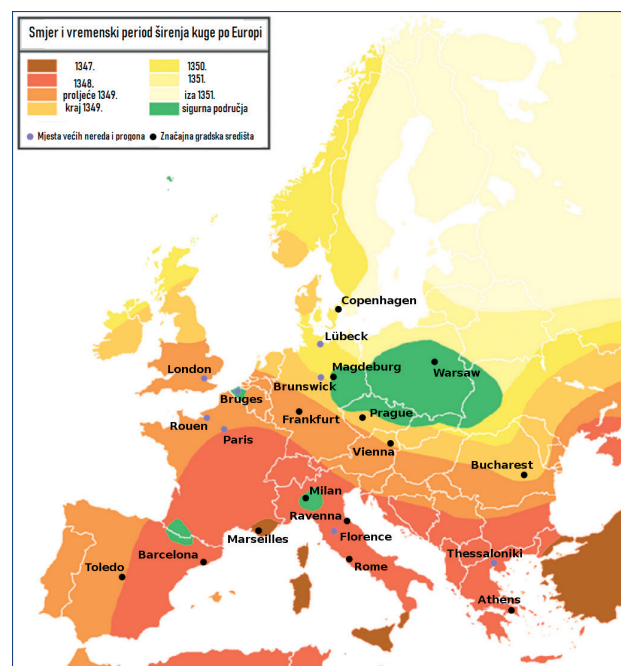 Smjer i vremenski period širenja kuge po Europi
1347.
1348.
proljeće 1349.
kraj 1349.
1350.
1351.
iza 1351.
sigurna područja
Mjesta većih nereda i progona
Značajna gradska središta
Copenhagen
Lübeck
Magdeburg
Warsaw
London
Brunswick
Bruges
Rouen
Frankfurt
Prague
Paris
Vienna
Bucharest
Milan
Ravenna
Marseilles
Florence
Barcelona
Rome
Thessaloniki
Toledo
Athens